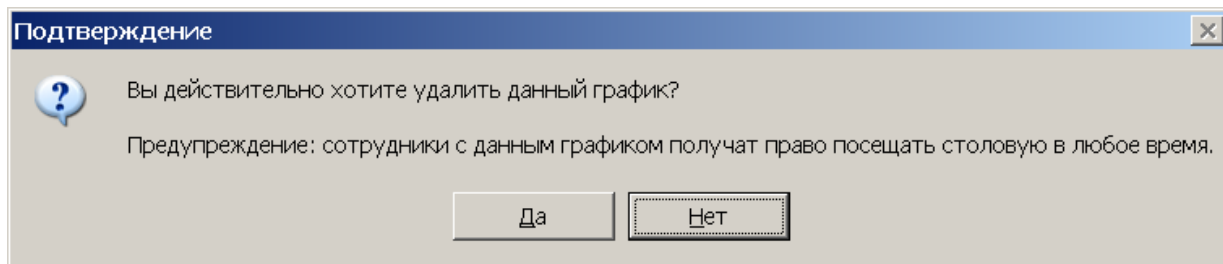 Подтверждение
Вы действительно хотите удалить данный график?
Предупреждение: сотрудники с данным графиком получат право посещать столовую в любое время.
Да
Нет